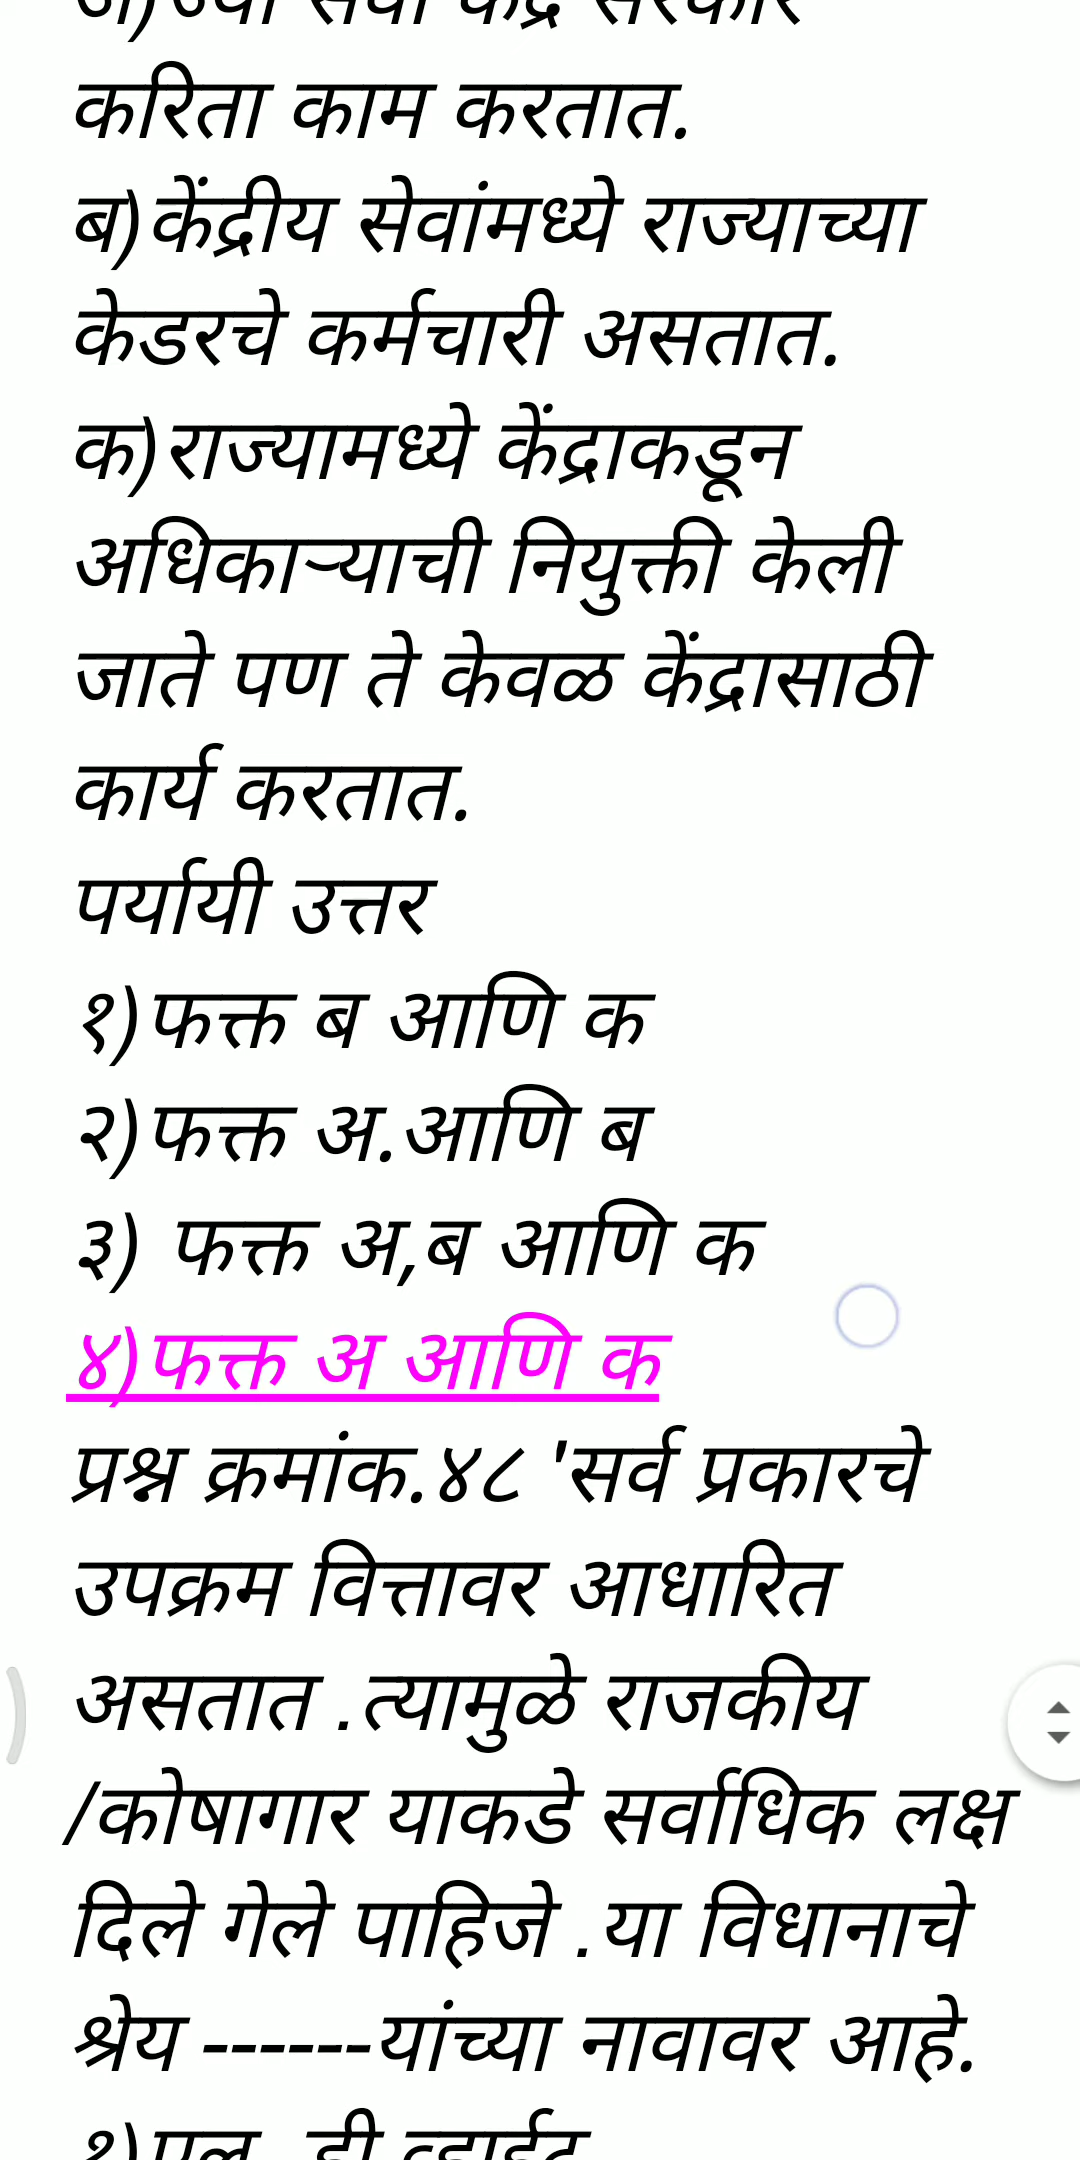 करिता काम करतात.
ब)केंद्रीय सेवांमध्ये राज्याच्या
केडरचे कर्मचारी असतात.
क)राज्यामध्ये केंद्राकडून
अधिकाऱ्याची नियुक्ती केली
जाते पण ते केवळ केंद्रासाठी
कार्य करतात.
पर्यायी उत्तर
१)फक्त ब आणि क
२)फक्त अ.आणि ब
३) फक्त अ,ब आणि क
४)फक्त अ आणि क
प्रश्न क्रमांक.४८ 'सर्व प्रकारचे
उपक्रम वित्तावर आधारित
असतात .त्यामुळे राजकीय
/कोषागार याकडे सर्वाधिक लक्ष
दिले गेले पाहिजे .या विधानाचे
श्रेय ------यांच्या नावावर आहे.